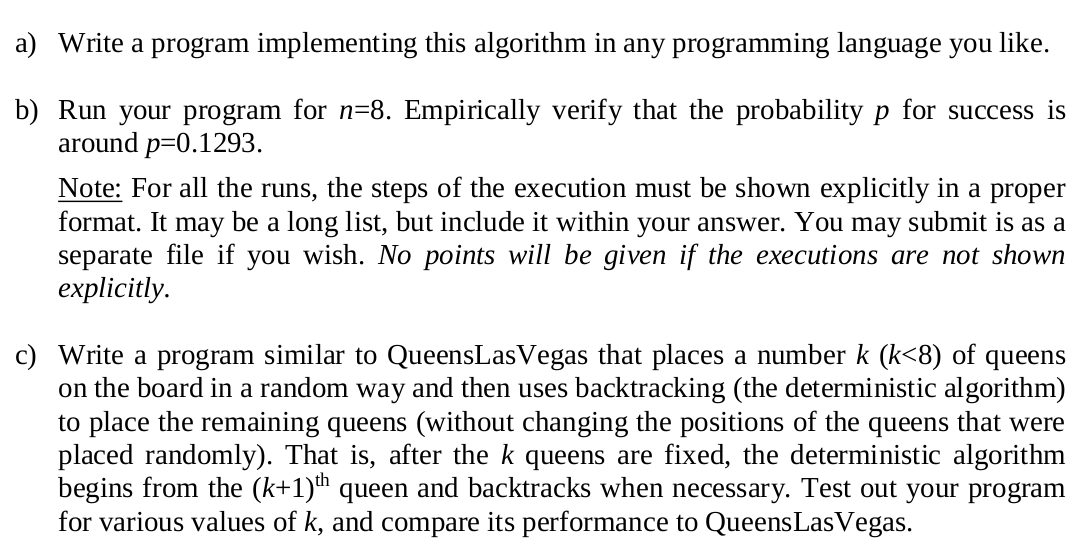 a) Write a program implementing this algorithm in any programming language you like.
b) Run your program for n=8. Empirically verify that the probability p for success is
around p=0.1293.
Note: For all the runs, the steps of the execution must be shown explicitly in a proper
format. It may be a long list, but include it within your answer. You may submit is as a
separate file if you wish. No points will be given if the executions are not shown
explicitly.
c) Write a program similar to QueensLasVegas that places a number k (k<8) of queens
on the board in a random way and then uses backtracking (the deterministic algorithm)
to place the remaining queens (without changing the positions of the queens that were
placed randomly). That is, after the k queens are fixed, the deterministic algorithm
begins from the (k+1)th queen and backtracks when necessary. Test out your program
for various values of k, and compare its performance to QueensLasVegas.